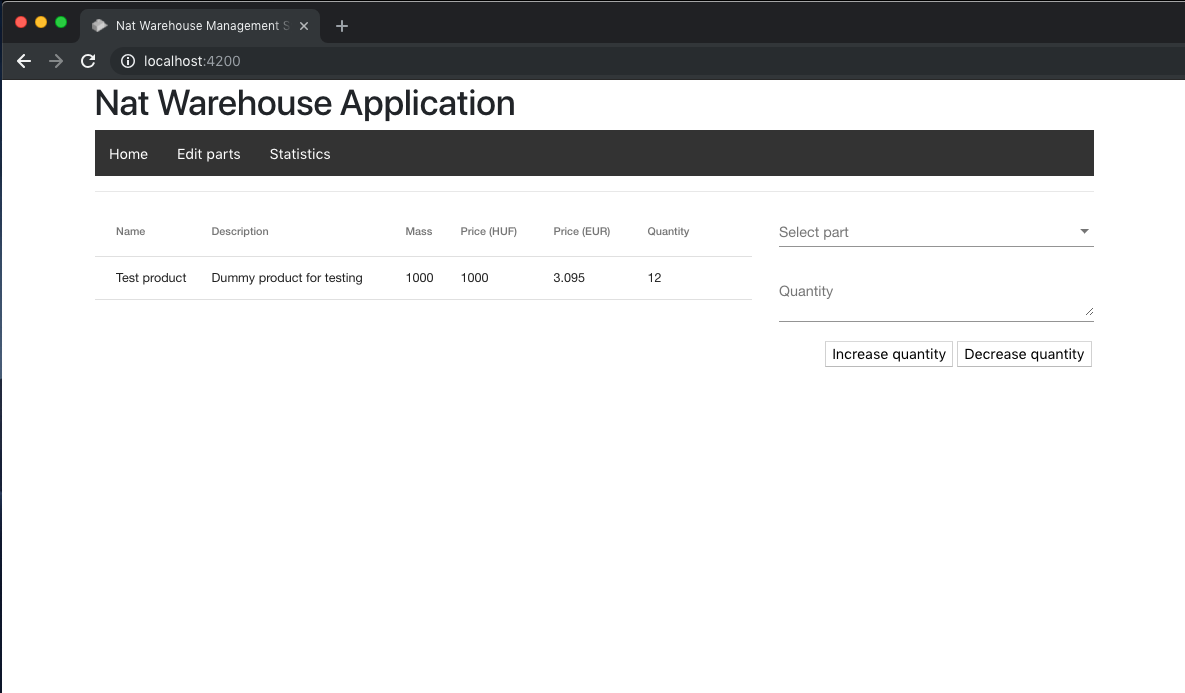 Nat Warehouse Management S
localhost:4200
Nat Warehouse Application
Home Edit parts Statistics
Name Description Mass Price (HUF) Price (EUR) Quantity
Test product Dummy product for testing 1000 1000 3.095 12
Select part
Quantity
Increase quantity Decrease quantity